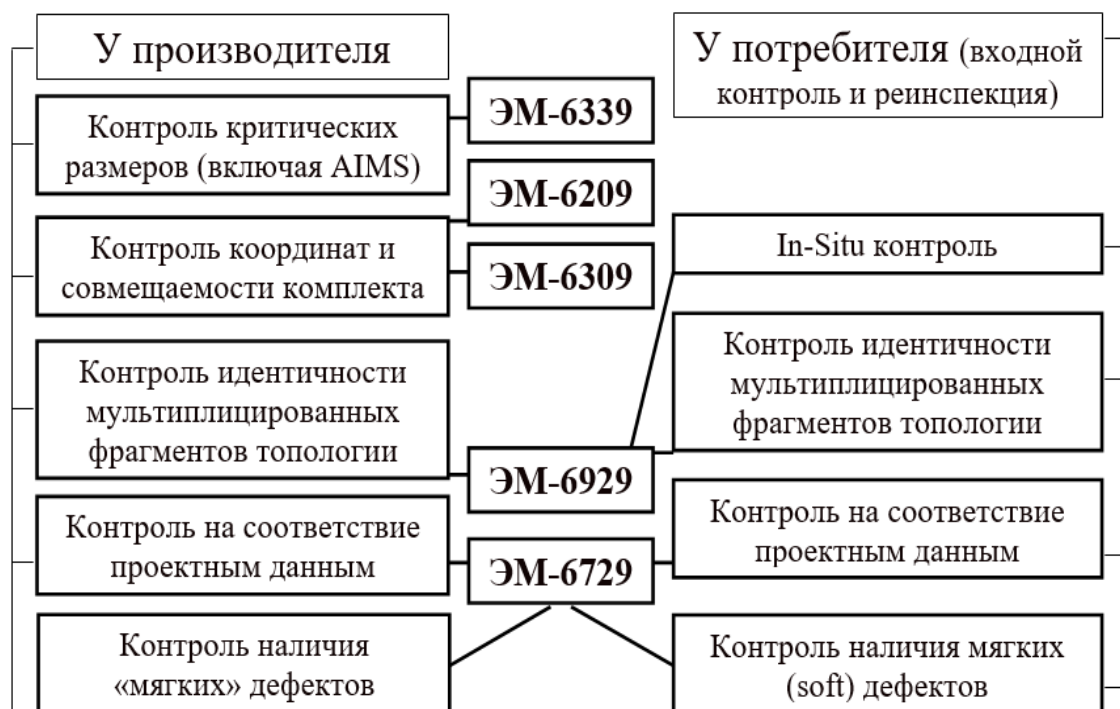 У производителя
Контроль критических
размеров (включая AIMS)
Контроль координат и
совмещаемости комплекта
Контроль идентичности
мультиплицированных
фрагментов топологии
Контроль на соответствие
проектным данным
Контроль наличия
«мягких» дефектов
ЭМ-6339
ЭМ-6209
ЭМ-6309
ЭМ-6929
ЭМ-6729
У потребителя (входной
контроль и реинспекция)
In-Situ контроль
Контроль идентичности
мультиплицированных
фрагментов топологии
Контроль на соответствие
проектным данным
Контроль наличия мягких
(soft) дефектов